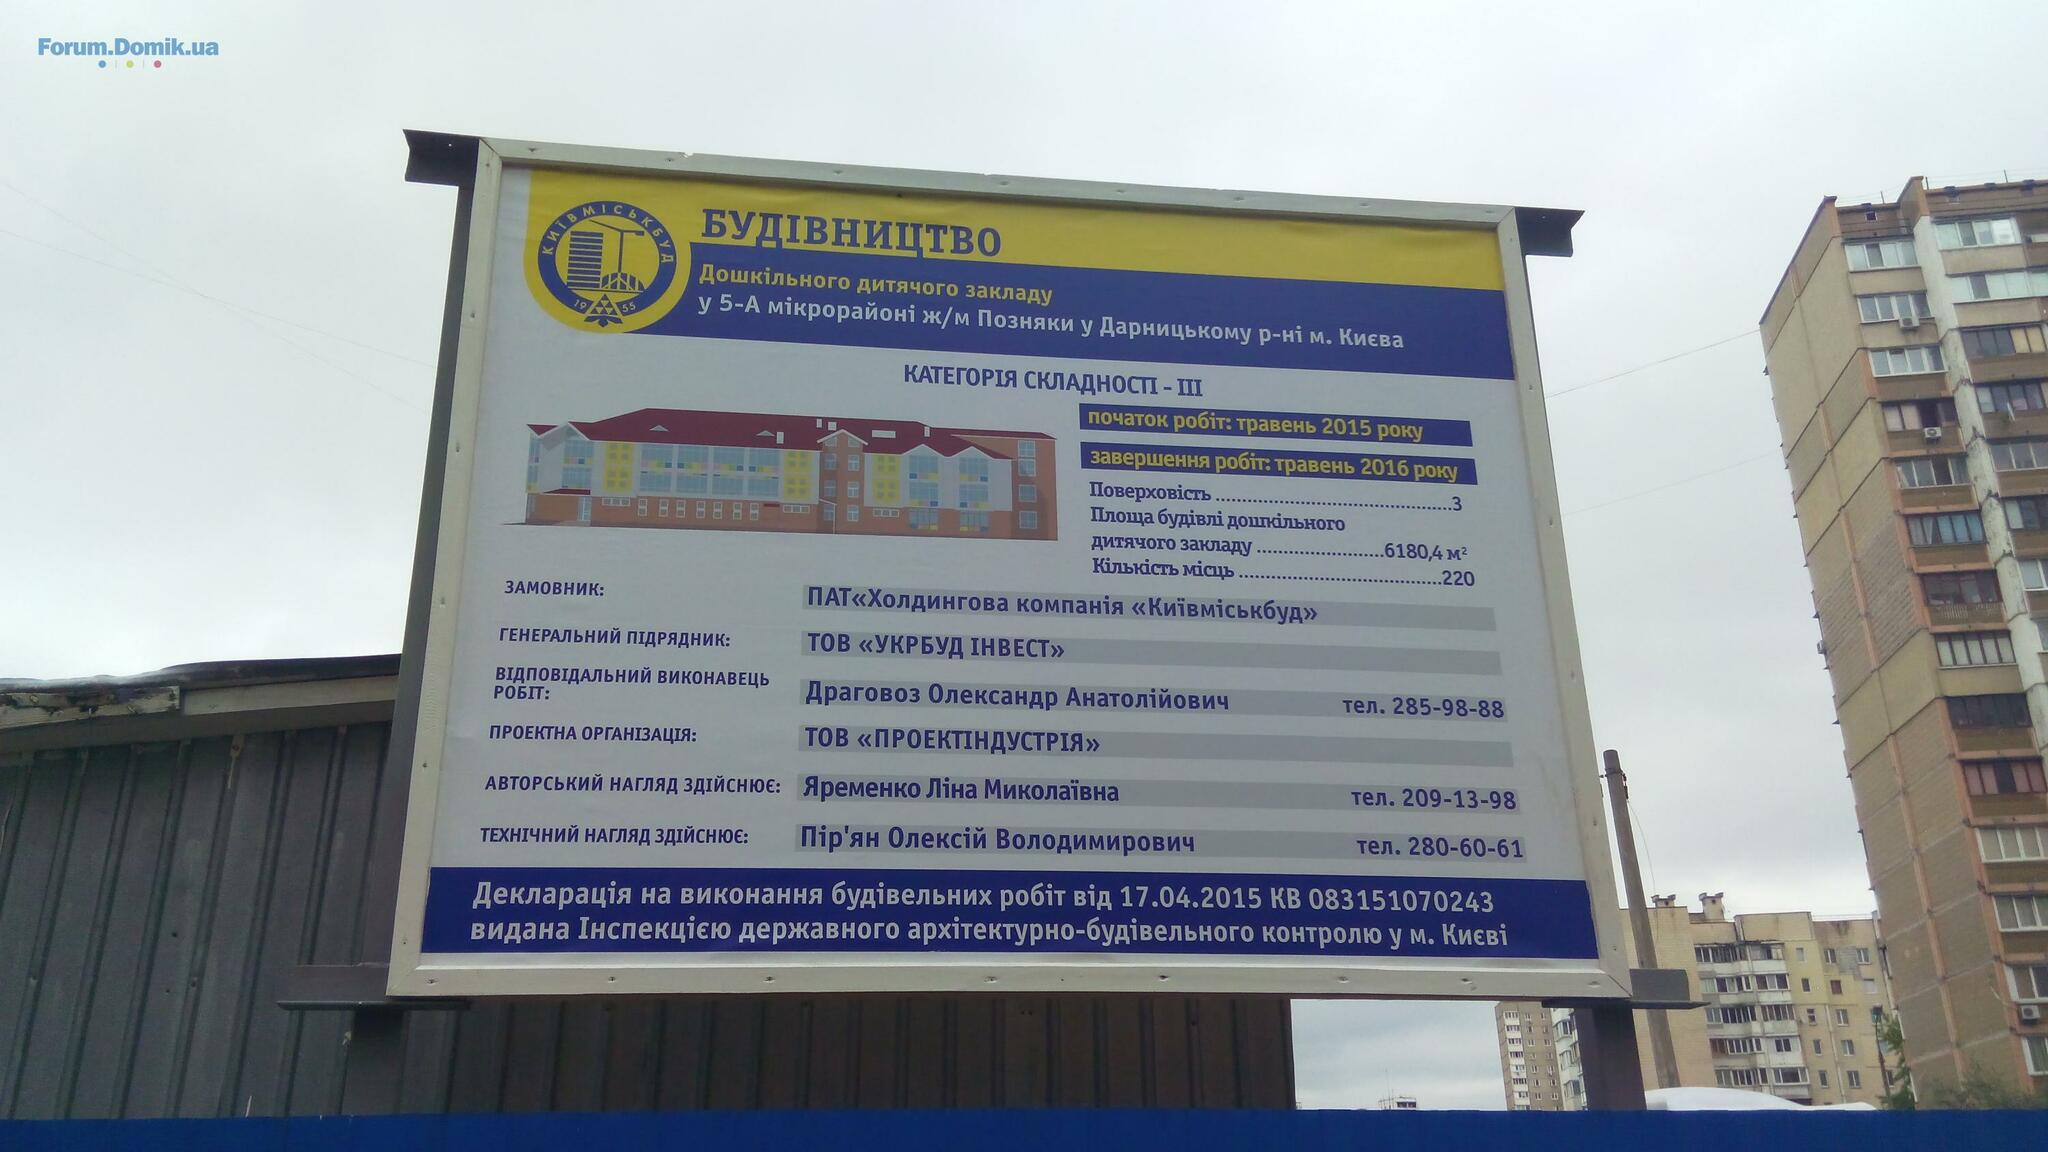 Forum.Domik.ua
КИЇВМІСЬКБУД
1955
БУДІВНИЦТВО
Дошкільного дитячого закладу
у 5-А мікрорайоні ж/м Позняки у Дарницькому р-ні м. Києва
КАТЕГОРІЯ СКЛАДНОСТІ - III
початок робіт: травень 2015 року
завершення робіт: травень 2016 року
Поверховість ........................................3
Площа будівлі дошкільного
дитячого закладу .....................6180,4 м²
Кількість місць ..................................220
ЗАМОВНИК: ПАТ«Холдингова компанія «Київміськбуд»
ГЕНЕРАЛЬНИЙ ПІДРЯДНИК: ТОВ «УКРБУД ІНВЕСТ»
ВІДПОВІДАЛЬНИЙ ВИКОНАВЕЦЬ
РОБІТ: Драговоз Олександр Анатолійович тел. 285-98-88
ПРОЕКТНА ОРГАНІЗАЦІЯ: ТОВ «ПРОЕКТІНДУСТРІЯ»
АВТОРСЬКИЙ НАГЛЯД ЗДІЙСНЮЄ: Яременко Ліна Миколаївна тел. 209-13-98
ТЕХНІЧНИЙ НАГЛЯД ЗДІЙСНЮЄ: Пір'ян Олексій Володимирович тел. 280-60-61
Декларація на виконання будівельних робіт від 17.04.2015 КВ 083151070243
видана Інспекцією державного архітектурно-будівельного контролю у м. Києві